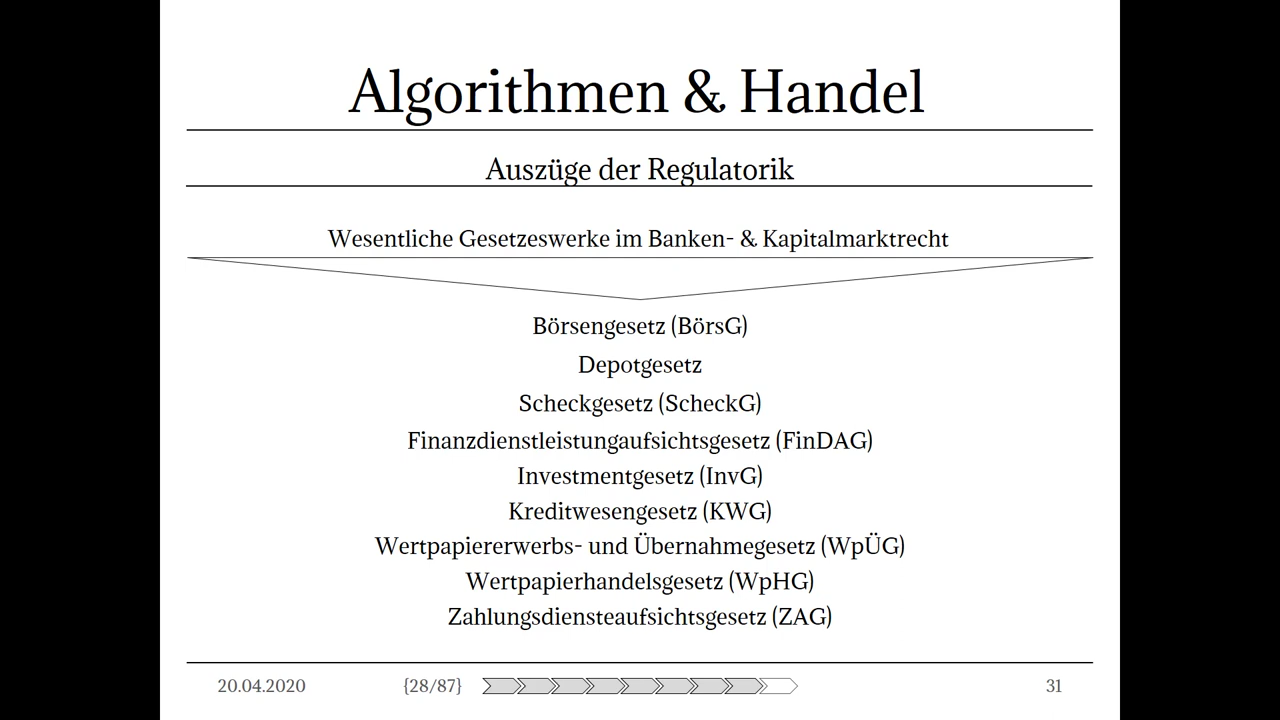 Algorithmen & Handel
Auszüge der Regulatorik
Wesentliche Gesetzeswerke im Banken- & Kapitalmarktrecht
Börsengesetz (BörsG)
Depotgesetz
Scheckgesetz (ScheckG)
Finanzdienstleistungaufsichtsgesetz (FinDAG)
Investmentgesetz (InvG)
Kreditwesengesetz (KWG)
Wertpapiererwerbs- und Übernahmegesetz (WpÜG)
Wertpapierhandelsgesetz (WpHG)
Zahlungsdiensteaufsichtsgesetz (ZAG)
20.04.2020 {28/87} 31